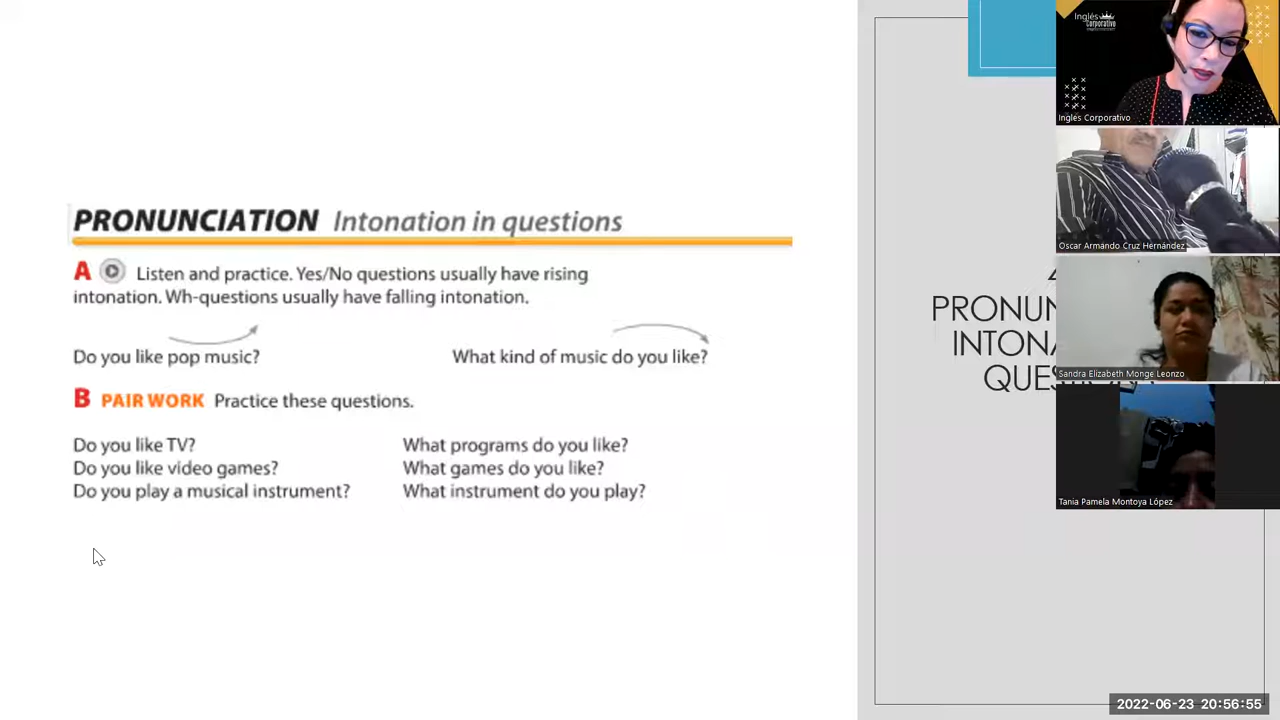 PRONUNCIATION Intonation in questions
A Listen and practice. Yes/No questions usually have rising
intonation. Wh-questions usually have falling intonation.
Do you like pop music?
What kind of music do you like?
B PAIR WORK Practice these questions.
Do you like TV?
What programs do you like?
Do you like video games?
What games do you like?
Do you play a musical instrument?
What instrument do you play?
PRONUN
INTONA
QUES
Inglés
Corporativo
Ingles Corporativo
Oscar Armando Cruz Hernández
Sandra Elizabeth Monge Leonzo
Tania Pamela Montoya López
2022-06-23 20:56:55